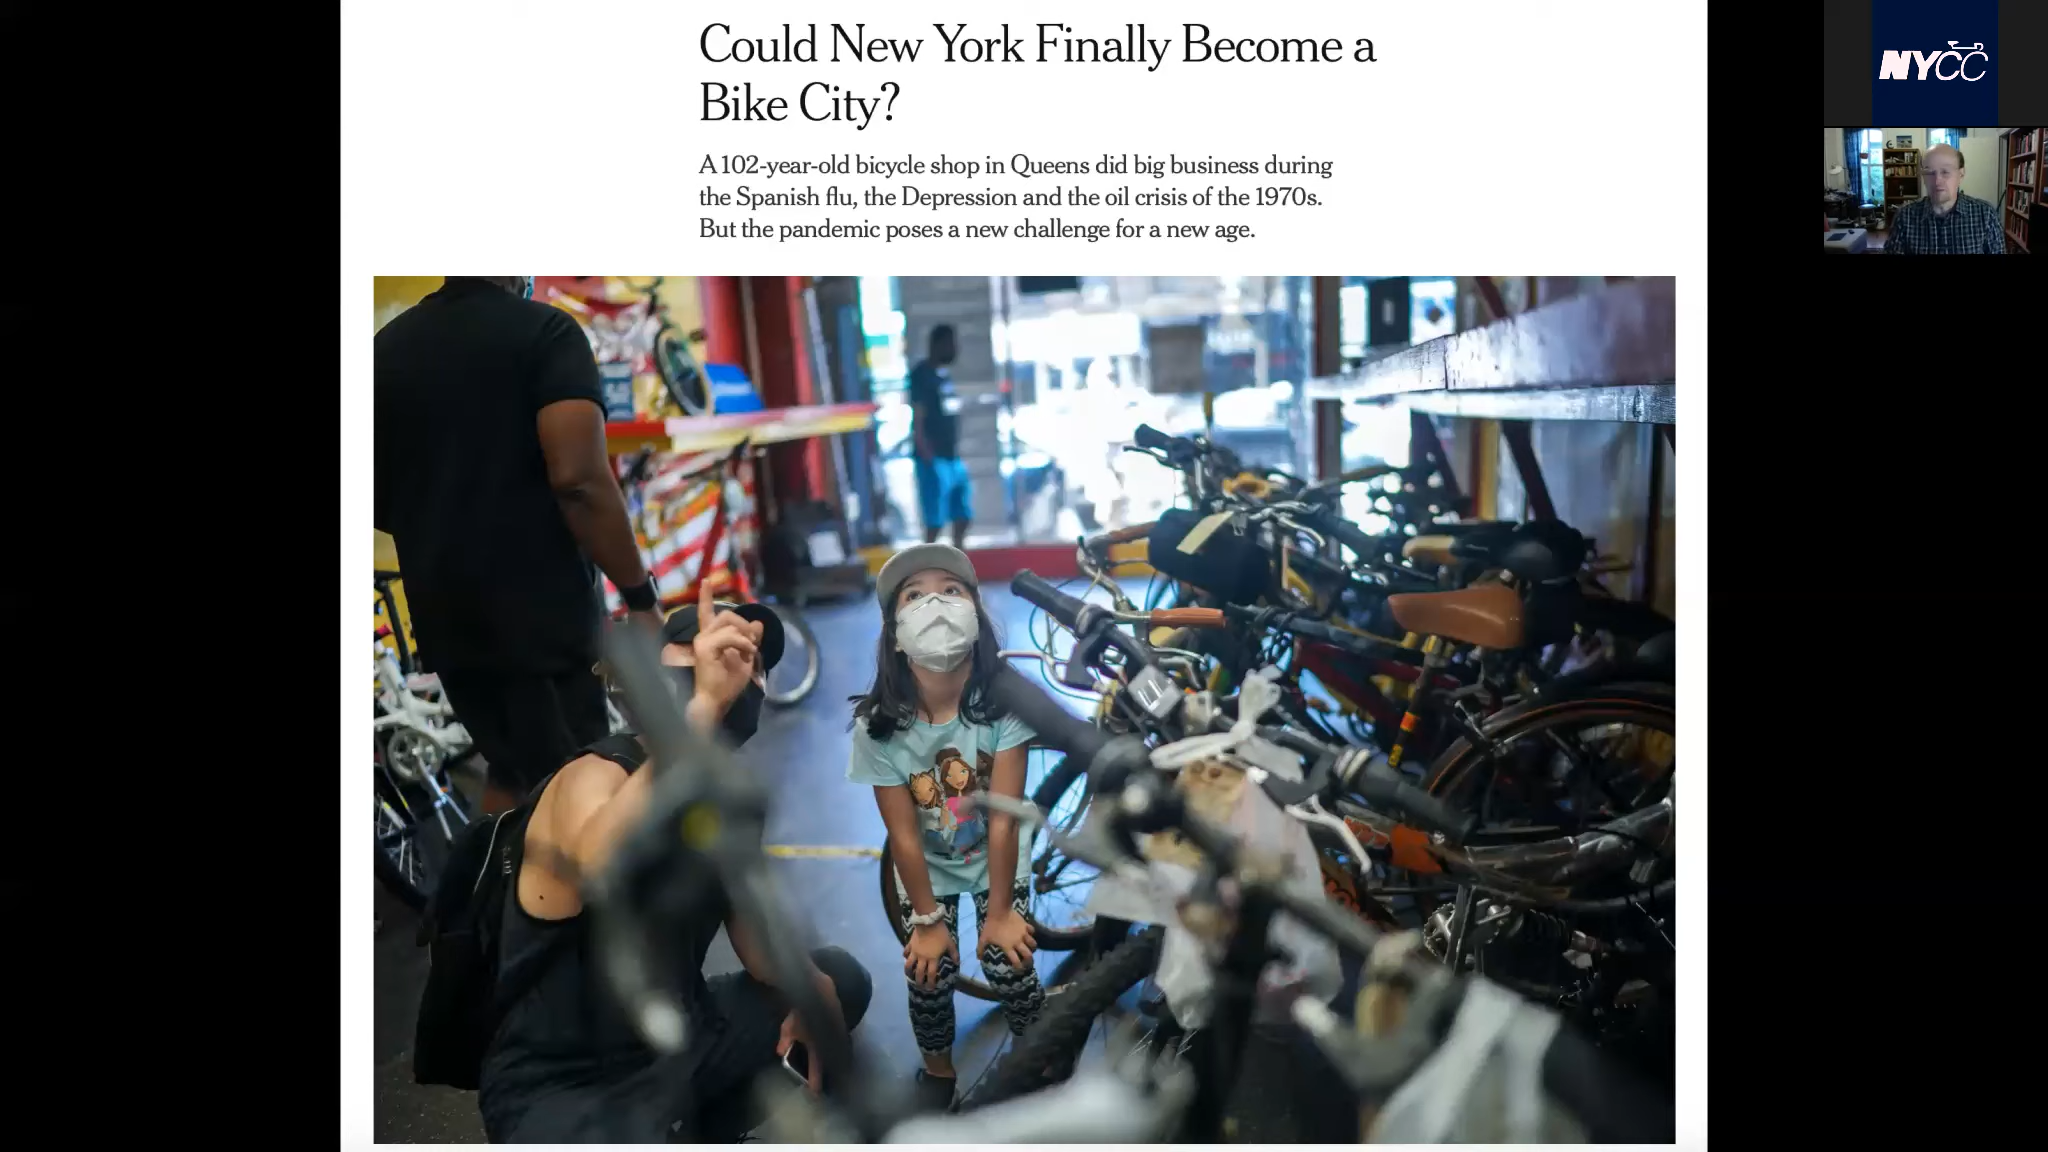 Could New York Finally Become a
Bike City?
A 102-year-old bicycle shop in Queens did big business during
the Spanish flu, the Depression and the oil crisis of the 1970s.
But the pandemic poses a new challenge for a new age.
NYCC